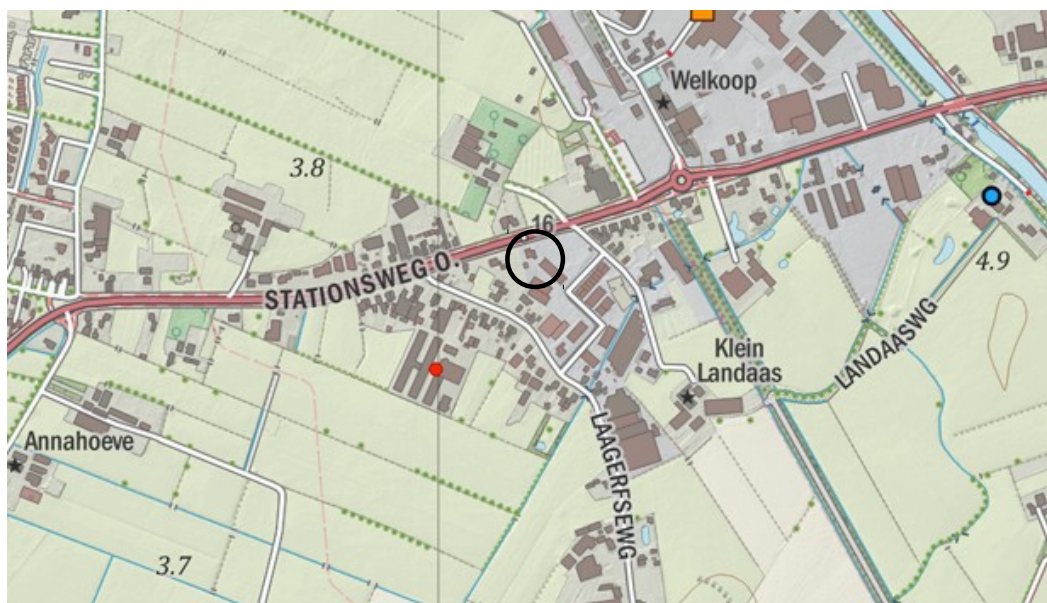 Welkoop
3.8
16
STATIONSWEG O.
4.9
Klein
Landaas
LANDAASWG
Annahoeve
LAAGERFSEWG
3.7